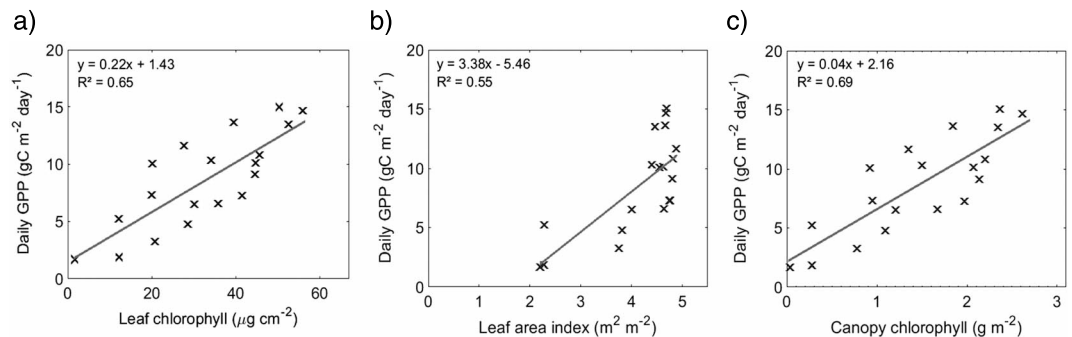 a)
y = 0.22x + 1.43
R² = 0.65
Daily GPP (gC m⁻² day⁻¹)
20
15
10
5
0
0 20 40 60
Leaf chlorophyll (μg cm⁻²)
b)
y = 3.38x - 5.46
R² = 0.55
Daily GPP (gC m⁻² day⁻¹)
20
15
10
5
0
0 1 2 3 4 5
Leaf area index (m² m⁻²)
c)
y = 0.04x + 2.16
R² = 0.69
Daily GPP (gC m⁻² day⁻¹)
20
15
10
5
0
0 1 2 3
Canopy chlorophyll (g m⁻²)